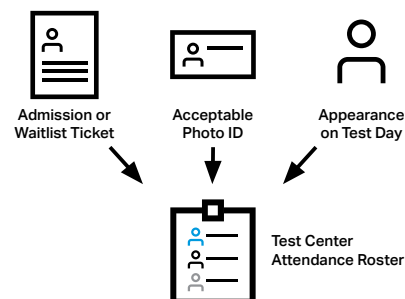 Admission or
Waitlist Ticket
Acceptable
Photo ID
Appearance
on Test Day
Test Center
Attendance Roster